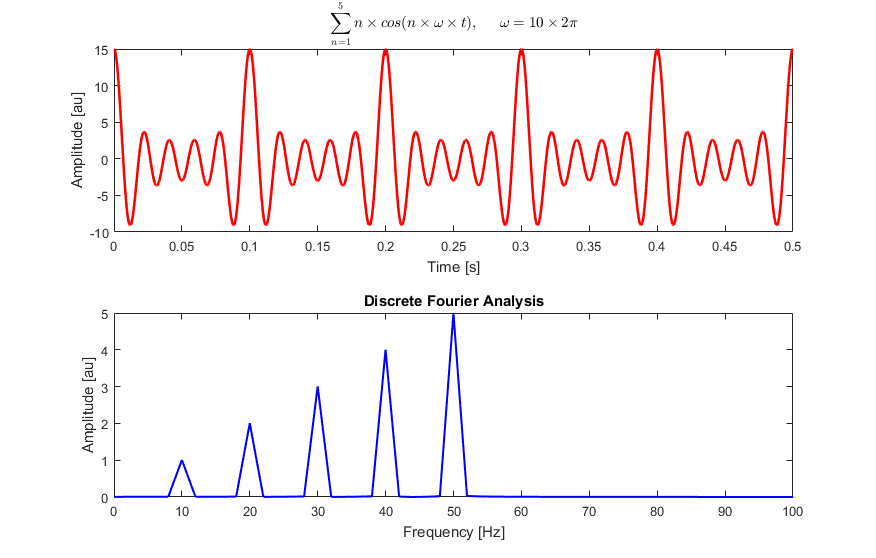 5
∑ n × cos(n × ω × t), ω = 10 × 2π
n=1
15
10
5
0
-5
-10
Amplitude [au]
0 0.05 0.1 0.15 0.2 0.25 0.3 0.35 0.4 0.45 0.5
Time [s]
Discrete Fourier Analysis
5
4
3
2
1
0
Amplitude [au]
0 10 20 30 40 50 60 70 80 90 100
Frequency [Hz]